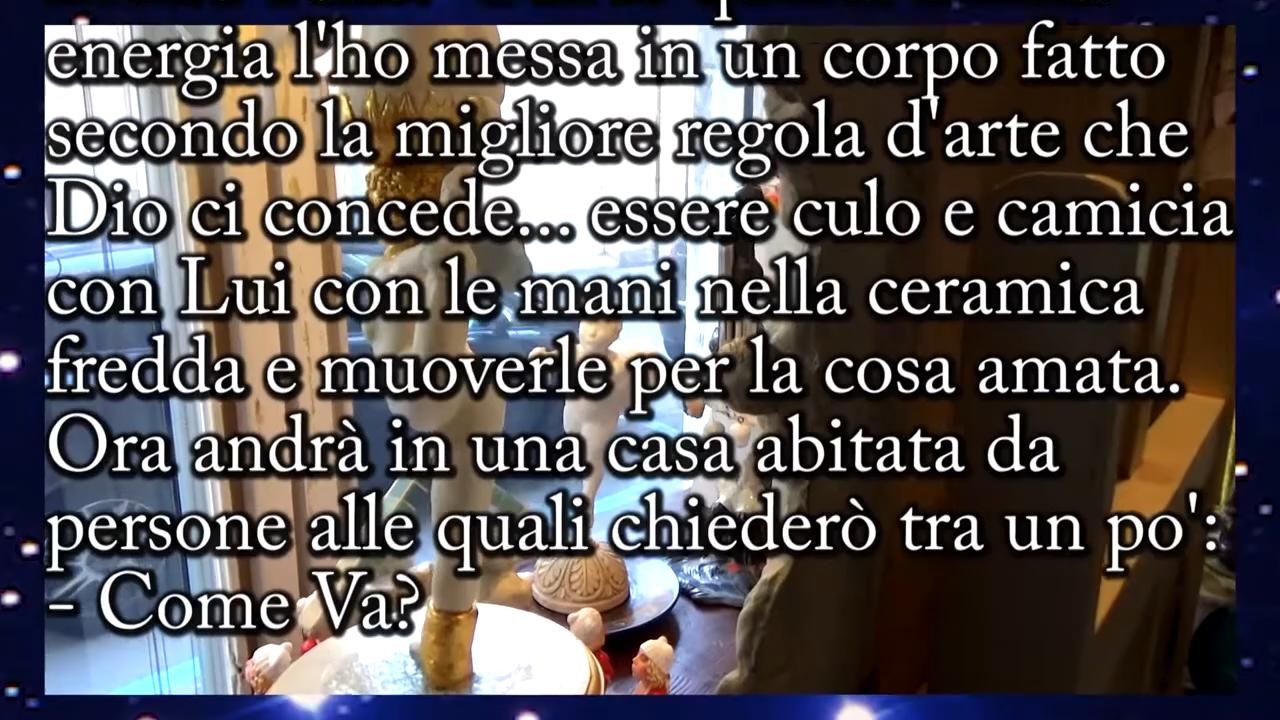 energia l'ho messa in un corpo fatto
secondo la migliore regola d'arte che
Dio ci concede... essere culo e camicia
con Lui con le mani nella ceramica
fredda e muoverle per la cosa amata.
Ora andrà in una casa abitata da
persone alle quali chiederò tra un po':
- Come Va?